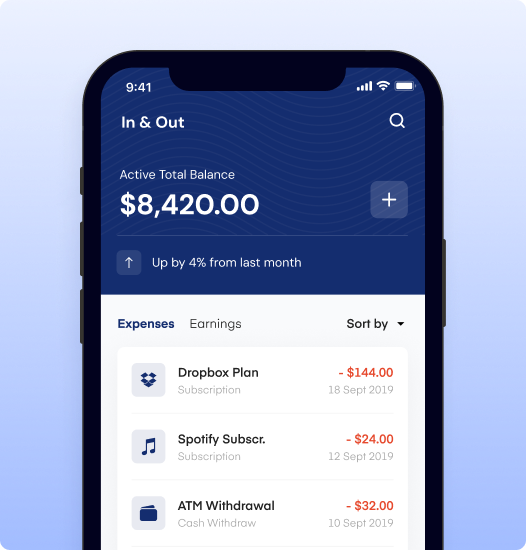 9:41
In & Out
Active Total Balance
$8,420.00
Up by 4% from last month
Expenses Earnings Sort by
Dropbox Plan - $144.00
Subscription 18 Sept 2019
Spotify Subscr. - $24.00
Subscription 12 Sept 2019
ATM Withdrawal - $32.00
Cash Withdraw 10 Sept 2019